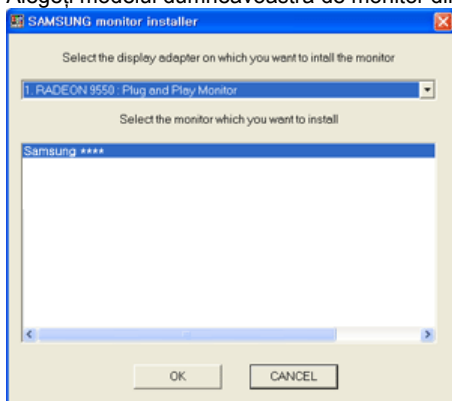 Alegeți modelul dumneavoastră de monitor din
SAMSUNG monitor installer
Select the display adapter on which you want to intall the monitor
1. RADEON 9550 : Plug and Play Monitor
Select the monitor which you want to install
Samsung ****
OK
CANCEL